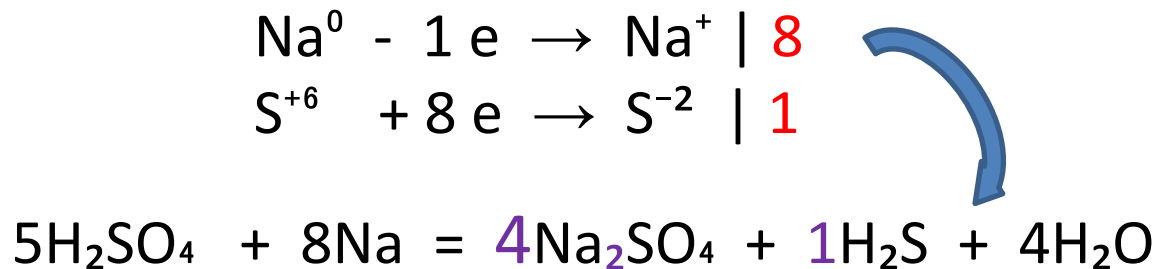 Na⁰ - 1 e → Na⁺ | 8
S⁺⁶ + 8 e → S⁻² | 1
5H₂SO₄ + 8Na = 4Na₂SO₄ + 1H₂S + 4H₂O